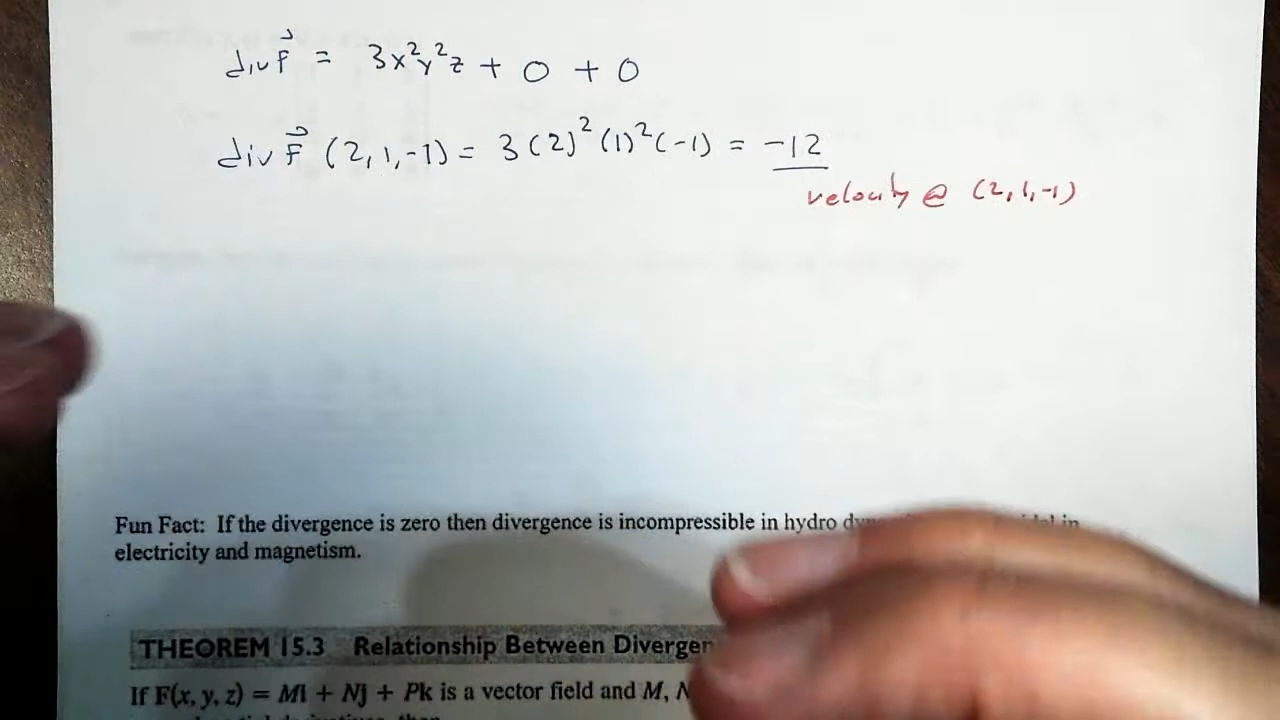 div F⃗ = 3x²y²z + 0 + 0
div F⃗ (2, 1, -1) = 3(2)²(1)²(-1) = -12
velocity @ (2, 1, -1)
Fun Fact: If the divergence is zero then divergence is incompressible in hydro in
electricity and magnetism.
THEOREM 15.3 Relationship Between
If F(x, y, z) = Mi + Nj + Pk is a vector field and M, N